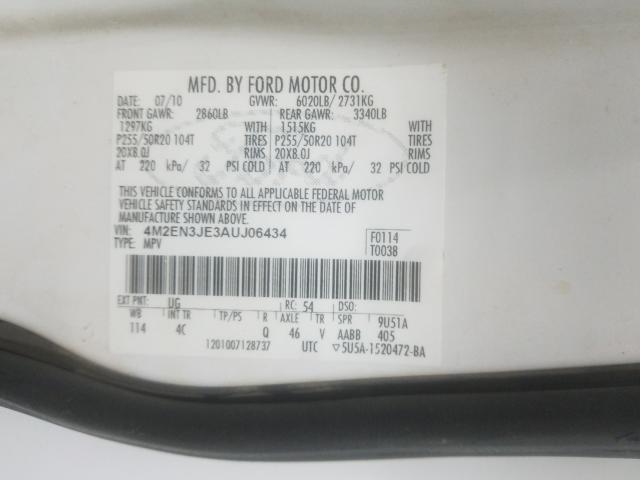 MFD. BY FORD MOTOR CO.
DATE: 07/10 GVWR: 6020LB/ 2731KG
FRONT GAWR: 2860LB REAR GAWR: 3340LB
1297KG WITH 1515KG WITH
P255/50R20 104T TIRES P255/50R20 104T TIRES
20X8.0J RIMS 20X8.0J RIMS
AT 220 kPa/ 32 PSI COLD AT 220 kPa/ 32 PSI COLD
THIS VEHICLE CONFORMS TO ALL APPLICABLE FEDERAL MOTOR
VEHICLE SAFETY STANDARDS IN EFFECT ON THE DATE OF
MANUFACTURE SHOWN ABOVE.
VIN: 4M2EN3JE3AUJ06434 F0114
TYPE: MPV T0038
EXT PNT: UG RC: 54 DSO:
WB INT TR TP/PS R AXLE TR SPR 9U51A
114 4C Q 46 V AABB 405
1201007128737 UTC ▽5U5A-1520472-BA